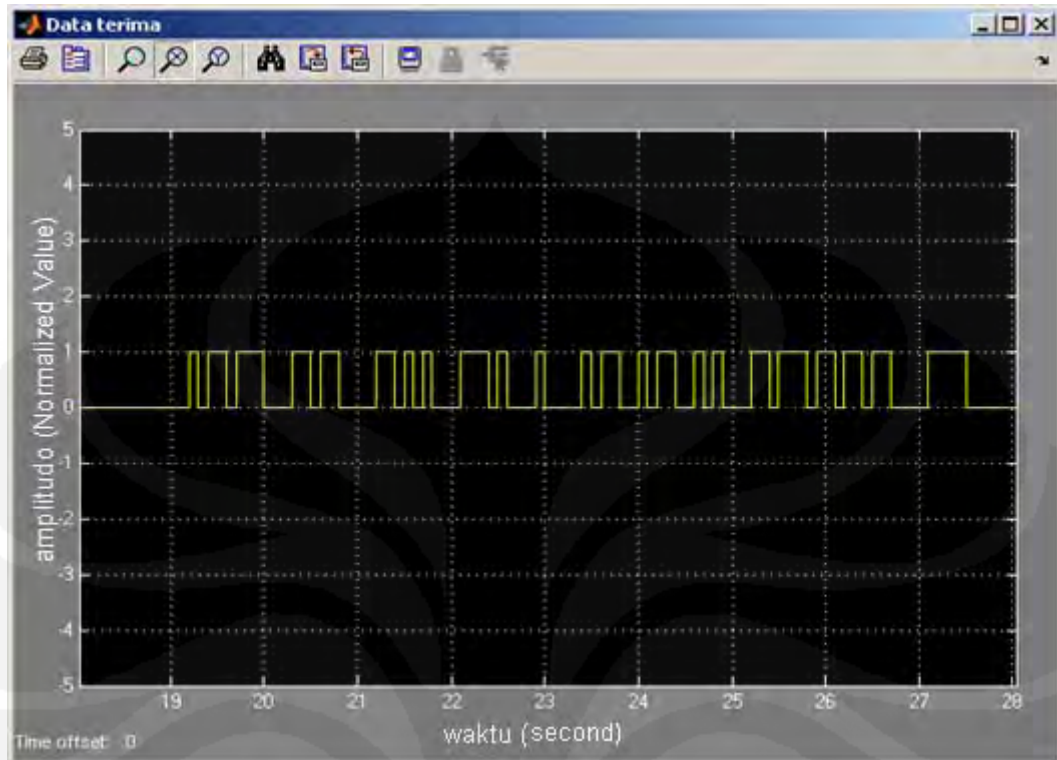 Data terima
5
4
3
2
1
0
-1
-2
-3
-4
-5
amplitudo (Normalized Value)
19 20 21 22 23 24 25 26 27 28
waktu (second)
Time offset: 0